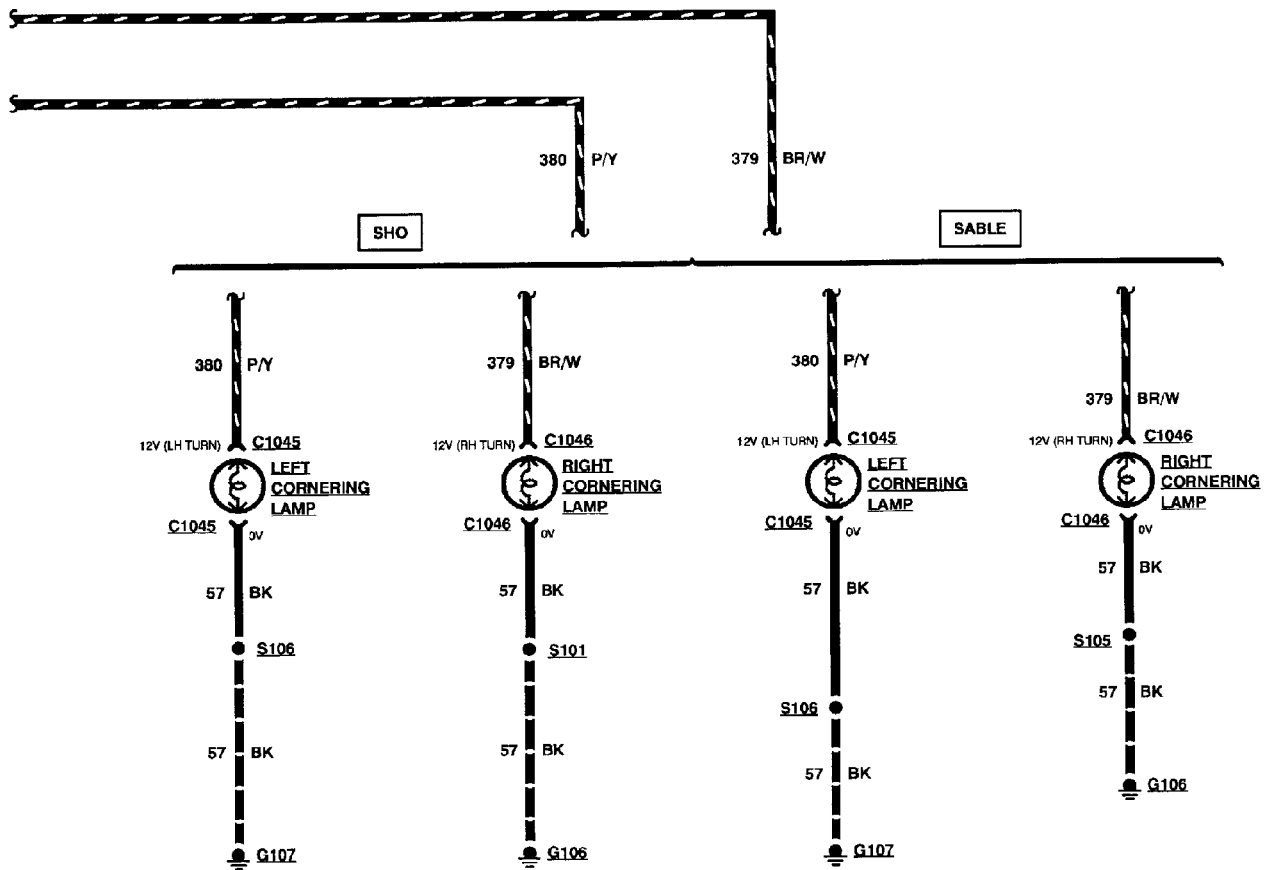 380 P/Y 379 BR/W
SHO SABLE
380 P/Y 379 BR/W 380 P/Y 379 BR/W
12V (LH TURN) C1045
LEFT
CORNERING
LAMP
C1045 0V
57 BK
S106
57 BK
G107
12V (RH TURN) C1046
RIGHT
CORNERING
LAMP
C1046 0V
57 BK
S101
57 BK
G106
12V (LH TURN) C1045
LEFT
CORNERING
LAMP
C1045 0V
57 BK
S106
57 BK
G107
12V (RH TURN) C1046
RIGHT
CORNERING
LAMP
C1046 0V
57 BK
S105
57 BK
G106